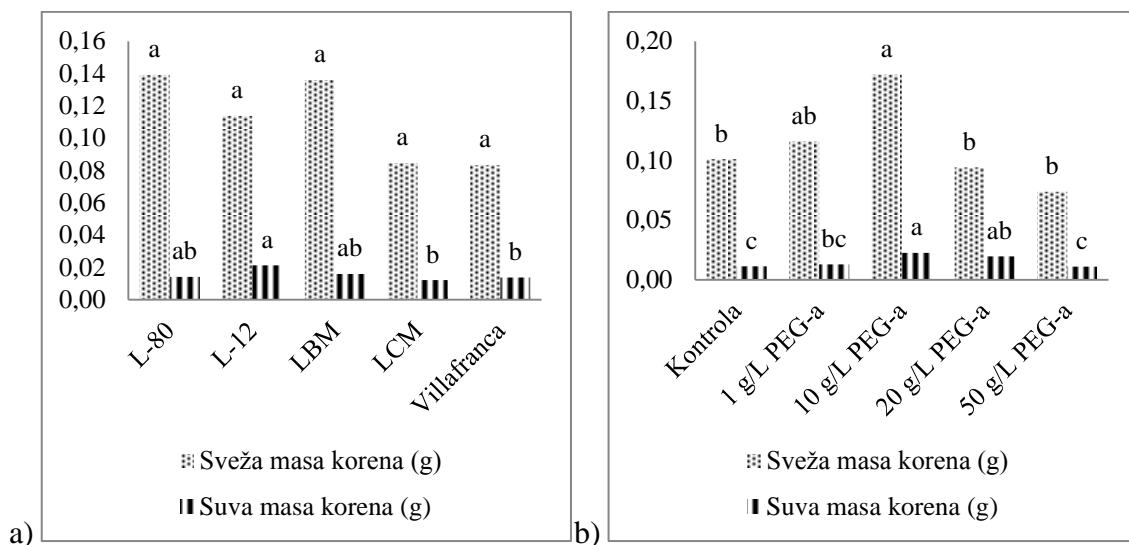 a)
0,16
0,14
0,12
0,10
0,08
0,06
0,04
0,02
0,00
a
a
a
a
a
ab
a
ab
b
b
L-80
L-12
LBM
LCM
Villafranca
Sveža masa korena (g)
Suva masa korena (g)
b)
0,20
0,15
0,10
0,05
0,00
b
ab
a
b
b
c
bc
a
ab
c
Kontrola
1 g/L PEG-a
10 g/L PEG-a
20 g/L PEG-a
50 g/L PEG-a
Sveža masa korena (g)
Suva masa korena (g)